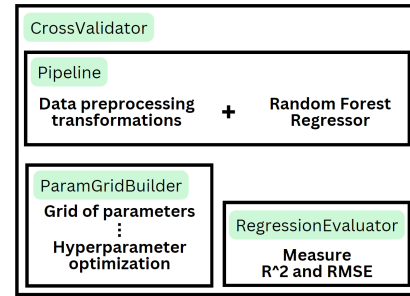 CrossValidator
Pipeline
Data preprocessing
transformations
+
Random Forest
Regressor
ParamGridBuilder
Grid of parameters
⋮
Hyperparameter
optimization
RegressionEvaluator
Measure
R^2 and RMSE